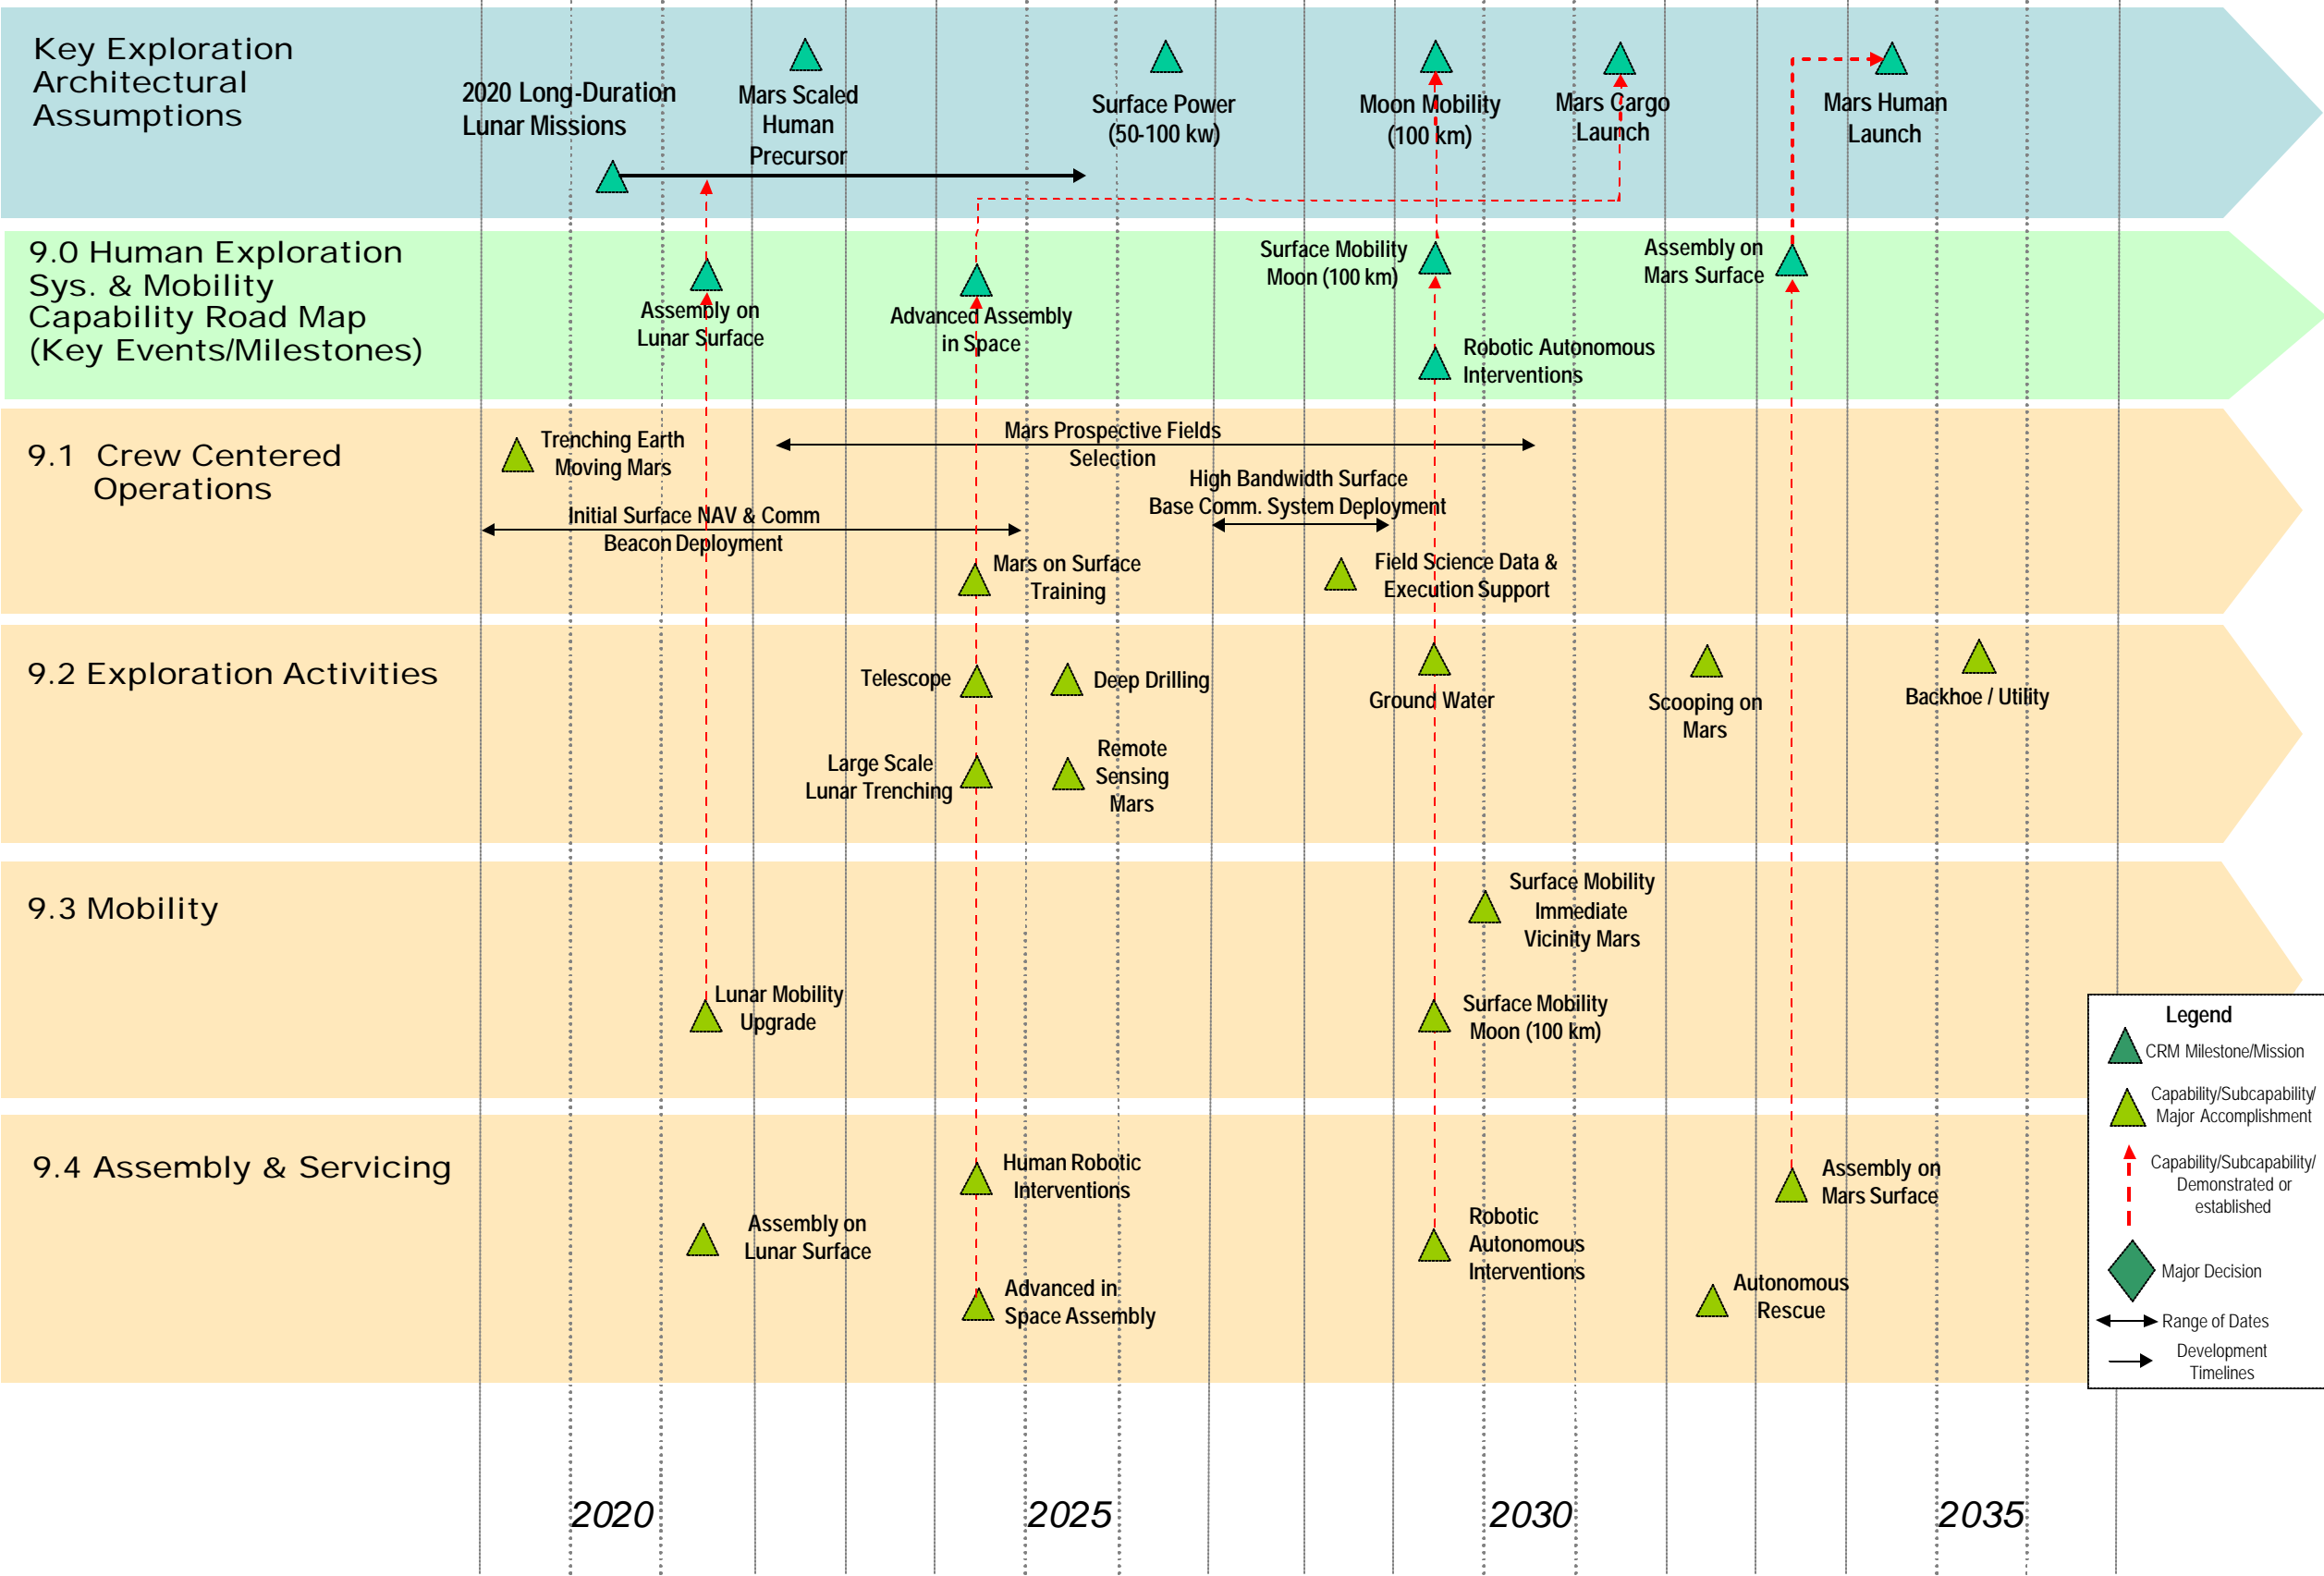 Key Exploration
Architectural
Assumptions
2020 Long-Duration
Lunar Missions
Mars Scaled
Human
Precursor
Surface Power
(50-100 kw)
Moon Mobility
(100 km)
Mars Cargo
Launch
Mars Human
Launch
9.0 Human Exploration
Sys. & Mobility
Capability Road Map
(Key Events/Milestones)
Assembly on
Lunar Surface
Advanced Assembly
in Space
Surface Mobility
Moon (100 km)
Robotic Autonomous
Interventions
Assembly on
Mars Surface
9.1 Crew Centered
Operations
Trenching Earth
Moving Mars
Mars Prospective Fields
Selection
High Bandwidth Surface
Base Comm. System Deployment
Initial Surface NAV & Comm
Beacon Deployment
Mars on Surface
Training
Field Science Data &
Execution Support
9.2 Exploration Activities
Telescope
Deep Drilling
Ground Water
Scooping on
Mars
Backhoe / Utility
Large Scale
Lunar Trenching
Remote
Sensing
Mars
9.3 Mobility
Surface Mobility
Immediate
Vicinity Mars
Lunar Mobility
Upgrade
Surface Mobility
Moon (100 km)
9.4 Assembly & Servicing
Human Robotic
Interventions
Assembly on
Lunar Surface
Advanced in
Space Assembly
Robotic
Autonomous
Interventions
Assembly on
Mars Surface
Autonomous
Rescue
Legend
CRM Milestone/Mission
Capability/Subcapability/
Major Accomplishment
Capability/Subcapability/
Demonstrated or
established
Major Decision
Range of Dates
Development
Timelines
2020
2025
2030
2035